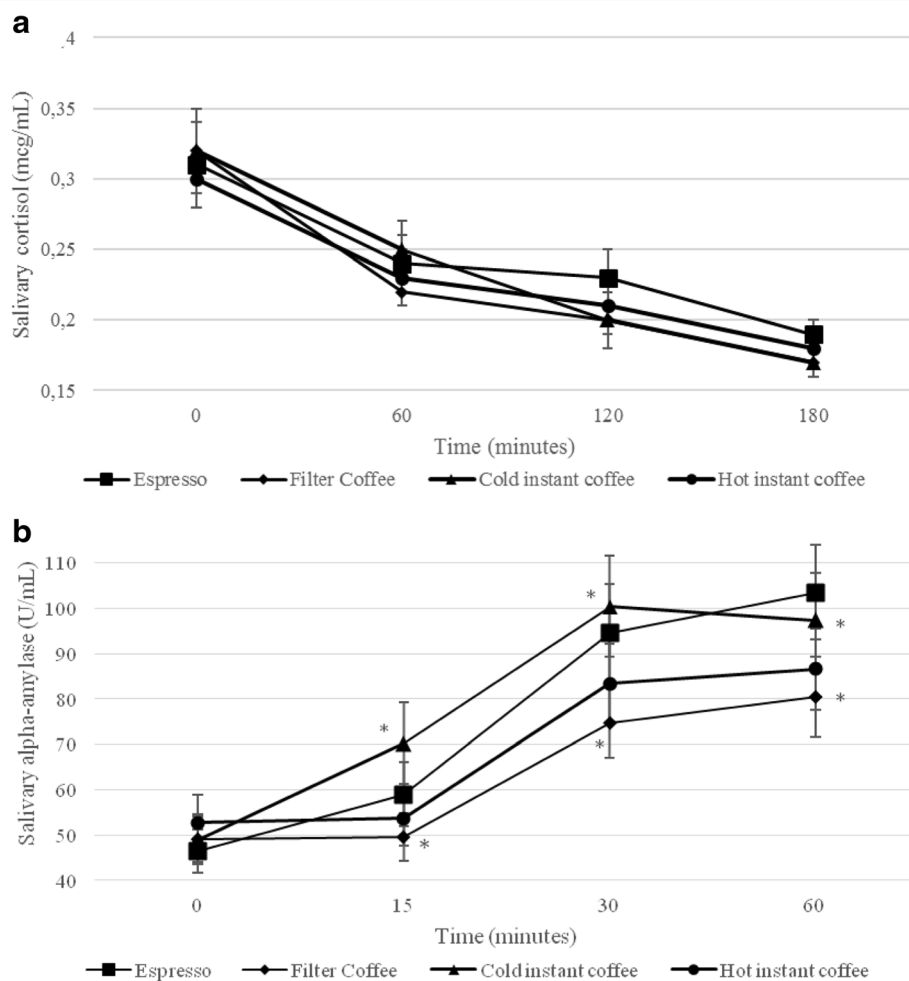 a
,4
0,35
0,3
0,25
0,2
0,15
Salivary cortisol (mcg/mL)
0 60 120 180
Time (minutes)
Espresso Filter Coffee Cold instant coffee Hot instant coffee
b
110
100
90
80
70
60
50
40
Salivary alpha-amylase (U/mL)
*
*
*
*
*
*
0 15 30 60
Time (minutes)
Espresso Filter Coffee Cold instant coffee Hot instant coffee